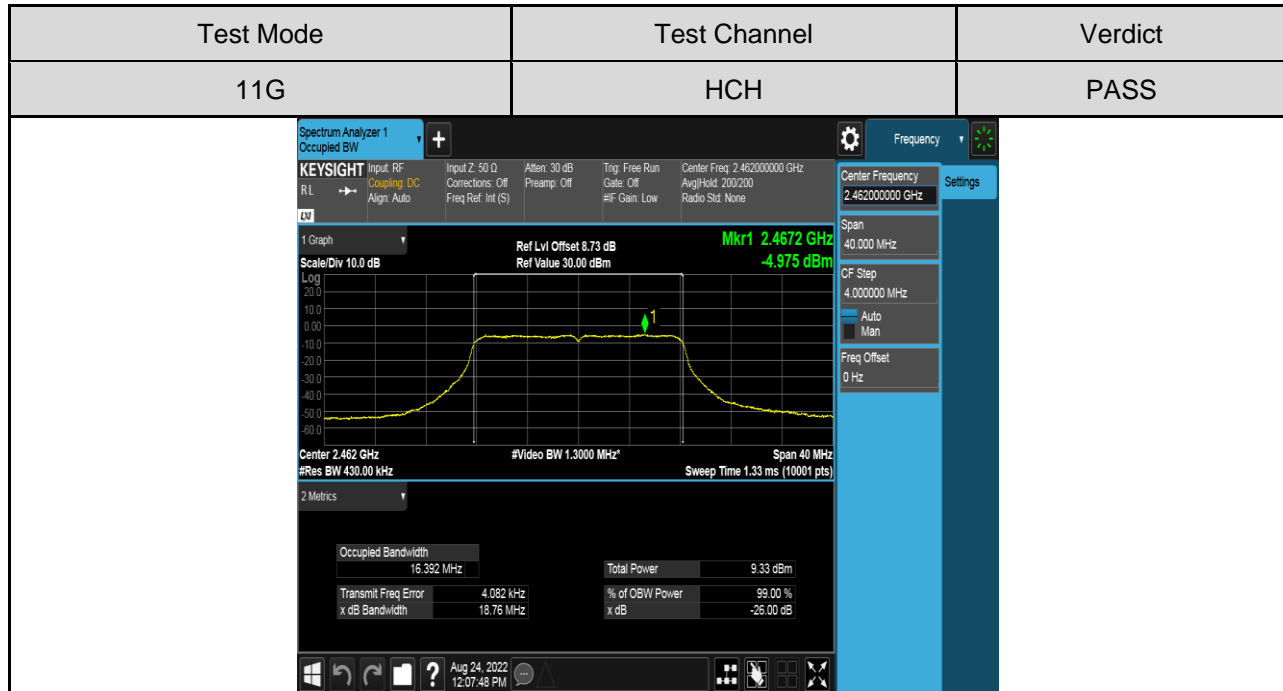 Test Mode Test Channel Verdict
11G HCH PASS
Spectrum Analyzer 1
Occupied BW
+
Frequency
KEYSIGHT
R L
LXI
Input: RF
Coupling: DC
Align: Auto
Input Z: 50 Ω
Corrections: Off
Freq Ref: Int (S)
Atten: 30 dB
Preamp: Off
Trig: Free Run
Gate: Off
#IF Gain: Low
Center Freq: 2.462000000 GHz
Avg|Hold: 200/200
Radio Std: None
Center Frequency
2.462000000 GHz
Settings
Span
40.000 MHz
CF Step
4.000000 MHz
Auto
Man
Freq Offset
0 Hz
1 Graph
Scale/Div 10.0 dB
Ref Lvl Offset 8.73 dB
Ref Value 30.00 dBm
Mkr1 2.4672 GHz
-4.975 dBm
Log
20.0
10.0
0.00
-10.0
-20.0
-30.0
-40.0
-50.0
-60.0
1
Center 2.462 GHz #Video BW 1.3000 MHz* Span 40 MHz
#Res BW 430.00 kHz Sweep Time 1.33 ms (10001 pts)
2 Metrics
Occupied Bandwidth
16.392 MHz Total Power 9.33 dBm
Transmit Freq Error 4.082 kHz % of OBW Power 99.00 %
x dB Bandwidth 18.76 MHz x dB -26.00 dB
? Aug 24, 2022
12:07:48 PM